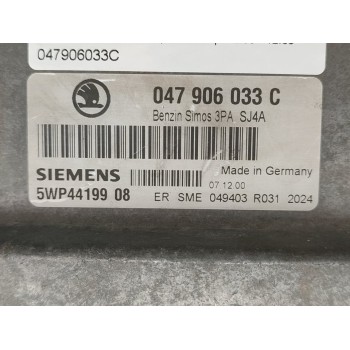 047906033C
047 906 033 C
Benzin Simos 3PA SJ4A
SIEMENS
Made in Germany
07.12.00
5WP44199 08
ER SME 049403 R031 2024